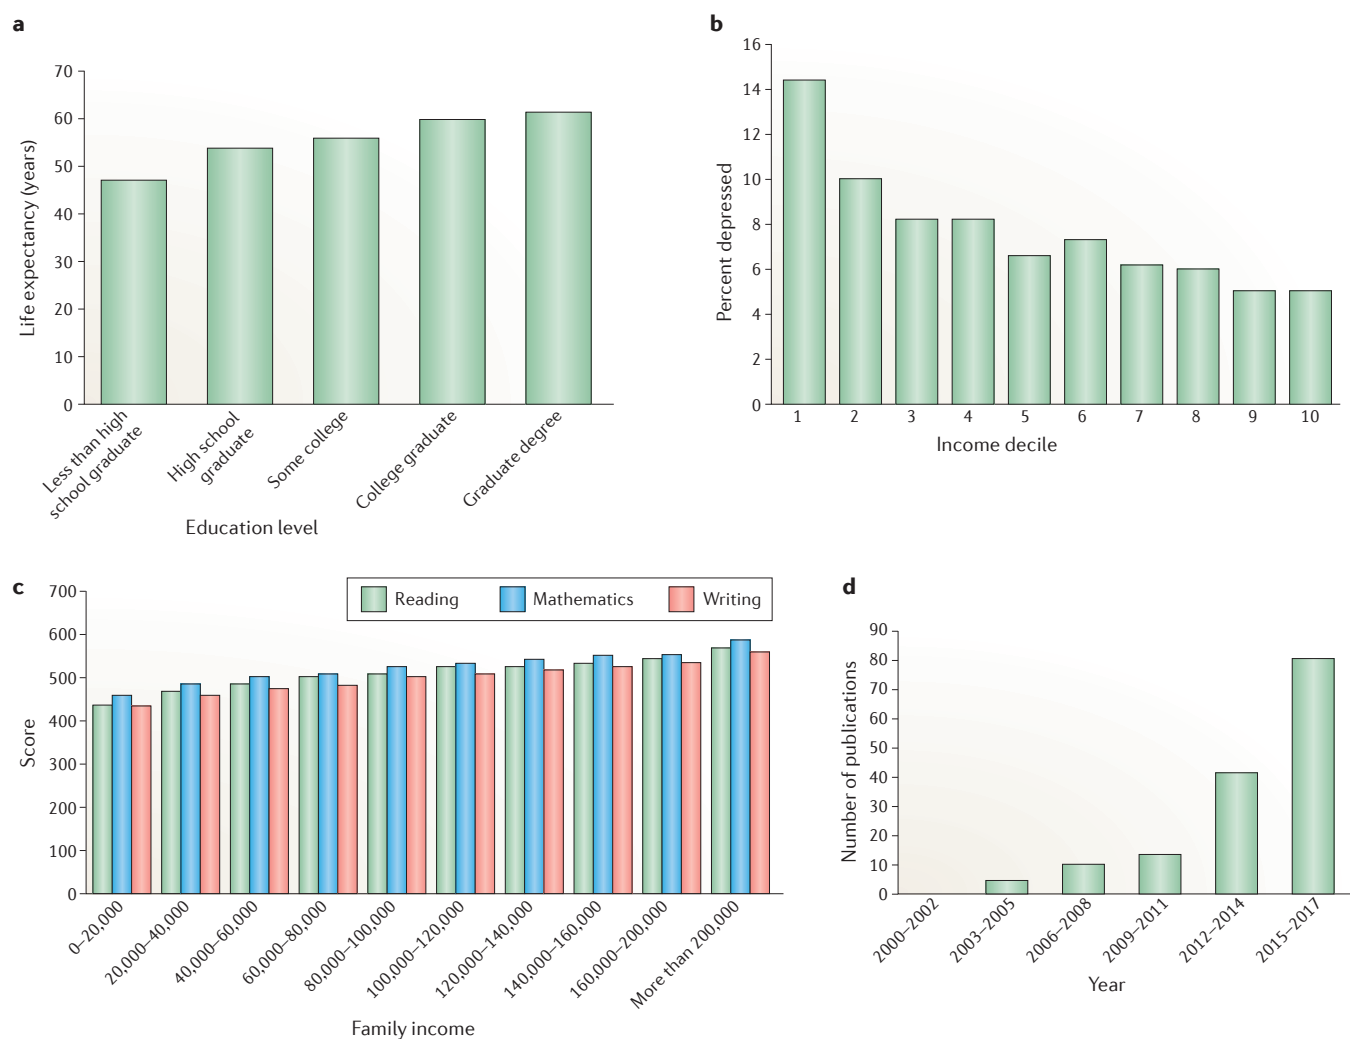 a
70
60
50
40
30
20
10
0
Life expectancy (years)
Less than high
school graduate
High school
graduate
Some college
College graduate
Graduate degree
Education level
b
16
14
12
10
8
6
4
2
0
Percent depressed
1 2 3 4 5 6 7 8 9 10
Income decile
c
700
600
500
400
300
200
100
0
Score
Reading Mathematics Writing
0–20,000
20,000–40,000
40,000–60,000
60,000–80,000
80,000–100,000
100,000–120,000
120,000–140,000
140,000–160,000
160,000–200,000
More than 200,000
Family income
d
90
80
70
60
50
40
30
20
10
0
Number of publications
2000–2002
2003–2005
2006–2008
2009–2011
2012–2014
2015–2017
Year